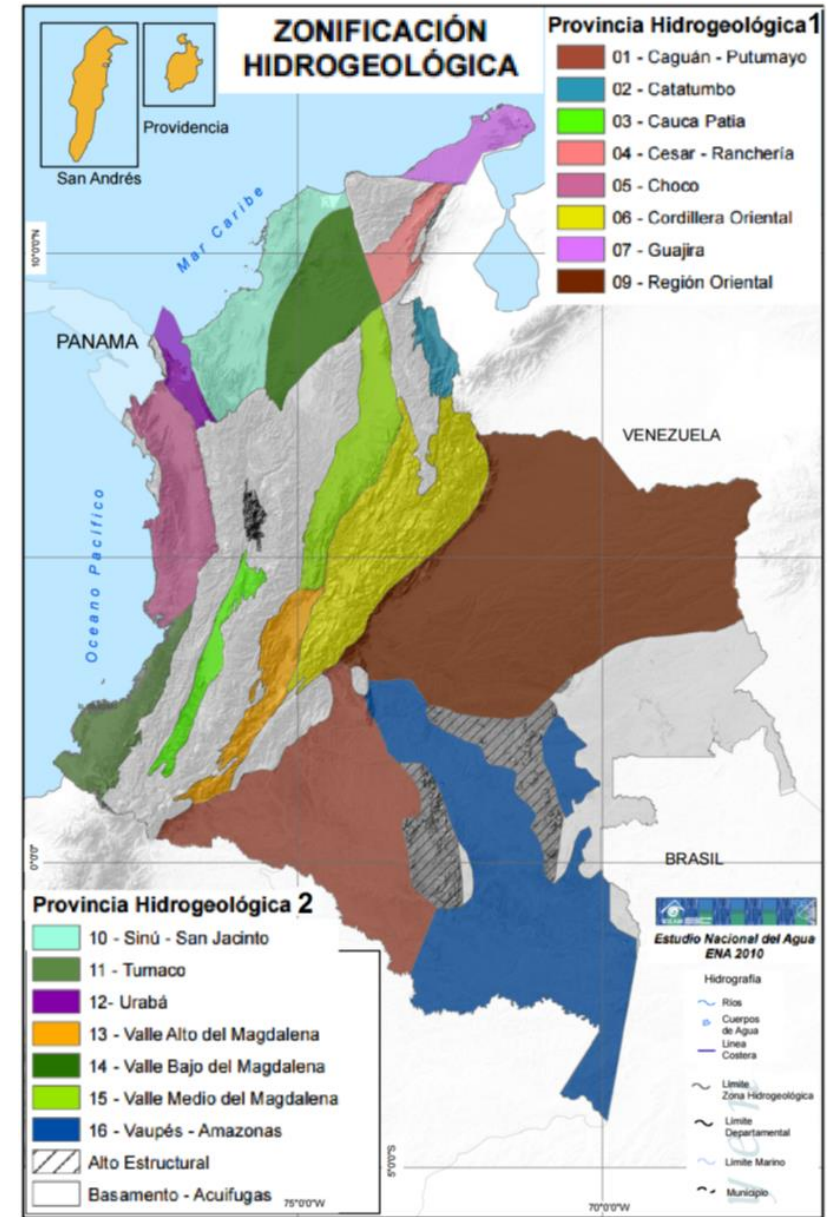 ZONIFICACIÓN
HIDROGEOLÓGICA
Provincia Hidrogeológica 1
01 - Caguán - Putumayo
02 - Catatumbo
03 - Cauca Patia
04 - Cesar - Ranchería
05 - Choco
06 - Cordillera Oriental
07 - Guajira
09 - Región Oriental
Providencia
San Andrés
Mar Caribe
10°0'0"N
PANAMA
VENEZUELA
Oceano Pacífico
0°0'0"
BRASIL
Provincia Hidrogeológica 2
10 - Sinú - San Jacinto
11 - Tumaco
12- Urabá
13 - Valle Alto del Magdalena
14 - Valle Bajo del Magdalena
15 - Valle Medio del Magdalena
16 - Vaupés - Amazonas
Alto Estructural
Basamento - Acuifugas
Estudio Nacional del Agua
ENA 2010
Hidrografía
Ríos
Cuerpos
de Agua
Linea
Costera
Límite
Zona Hidrogeológica
Límite
Departamental
Límite Marino
Municipio
5°0'0"S
75°0'0"W
70°0'0"W